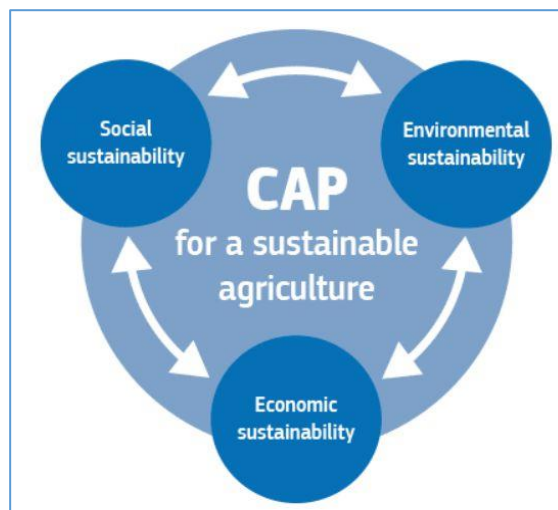 Social
sustainability
Environmental
sustainability
CAP
for a sustainable
agriculture
Economic
sustainability